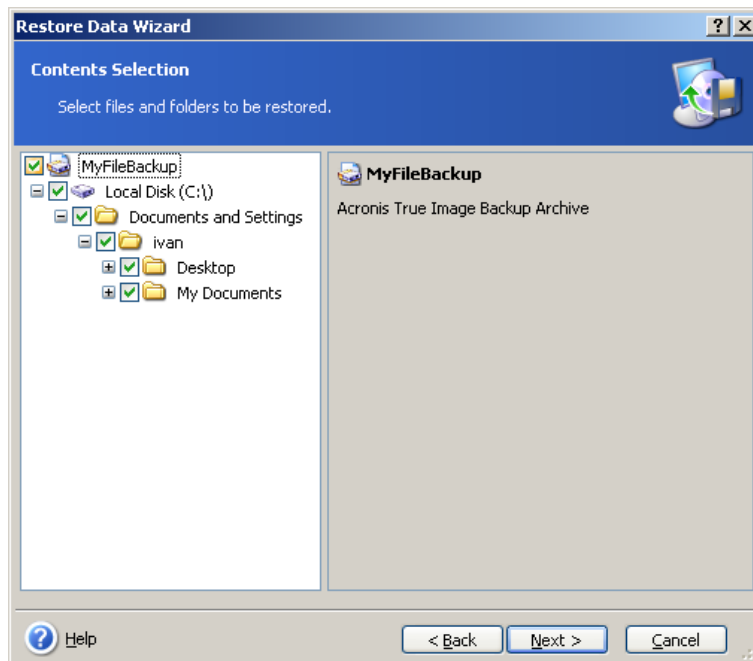 Restore Data Wizard
Contents Selection
Select files and folders to be restored.
MyFileBackup
Local Disk (C:\)
Documents and Settings
ivan
Desktop
My Documents
MyFileBackup
Acronis True Image Backup Archive
Help
< Back
Next >
Cancel